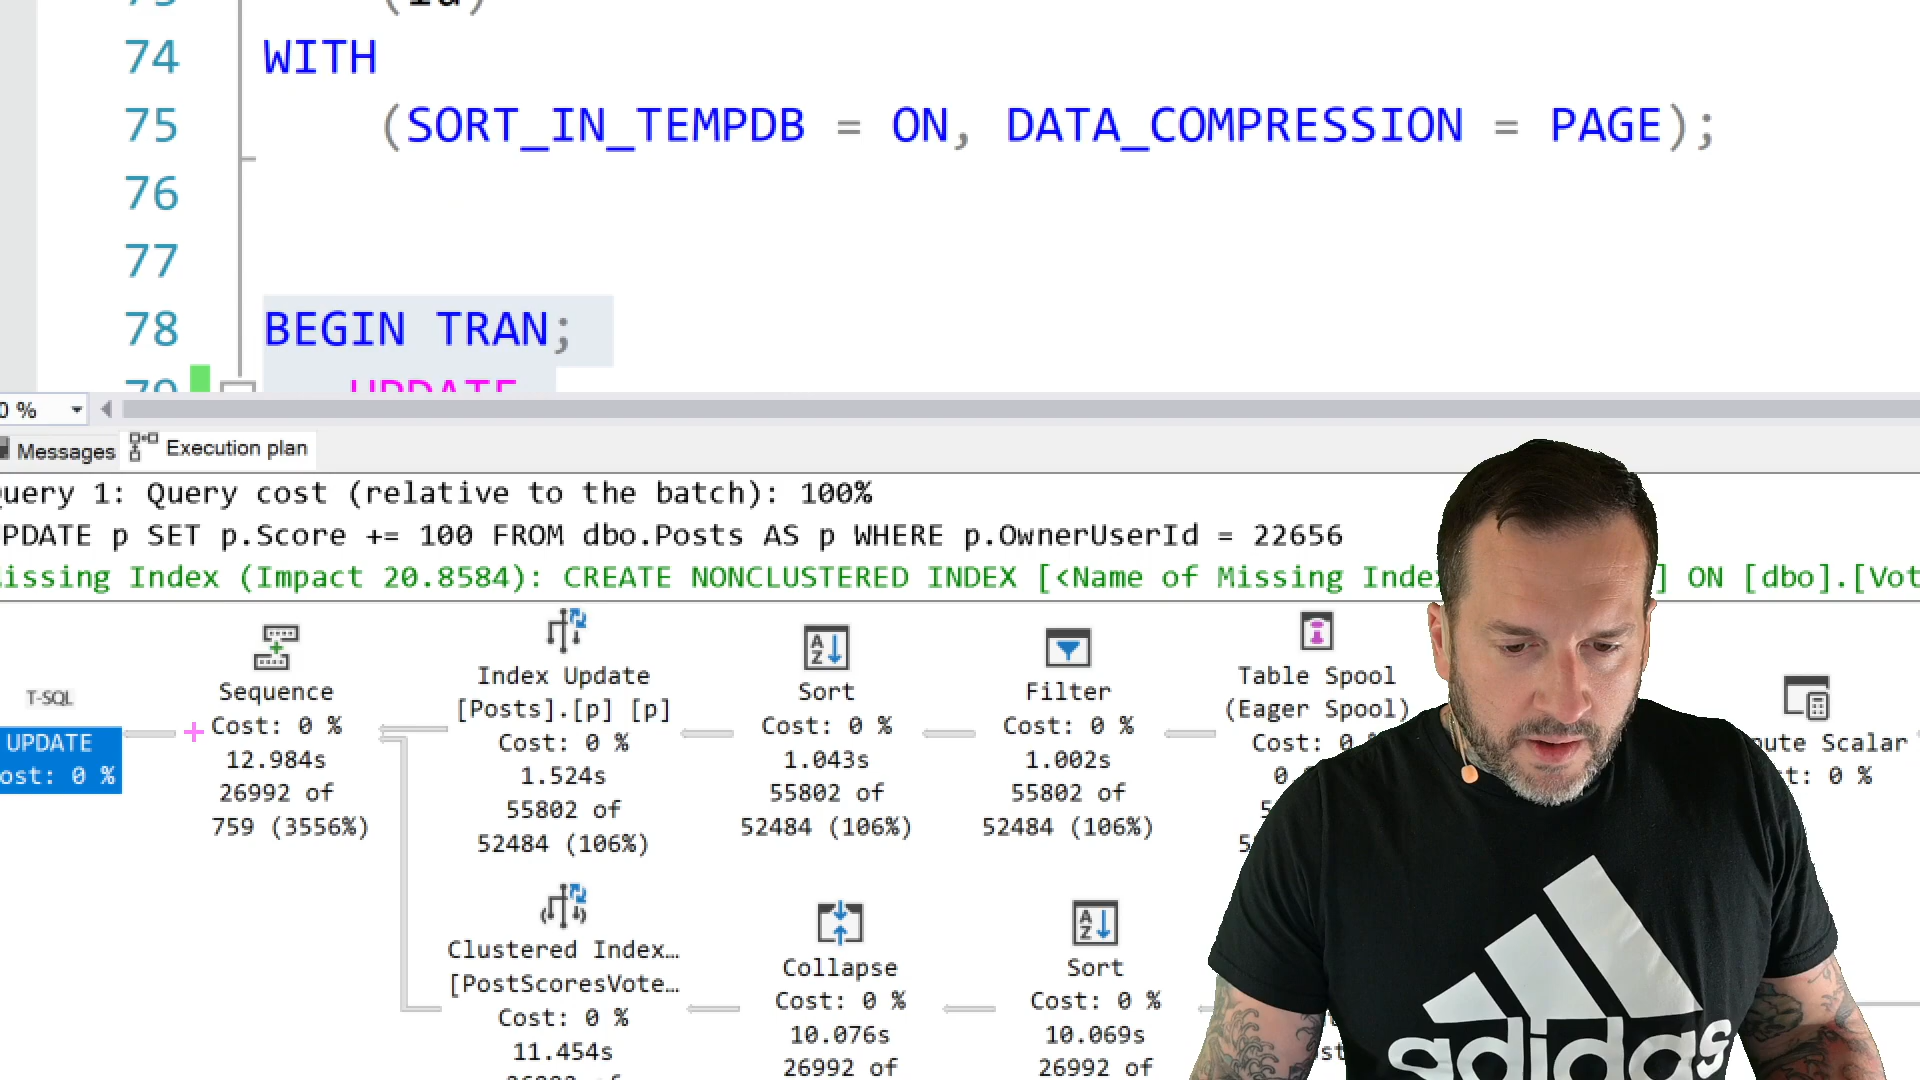 74 WITH
75 (SORT_IN_TEMPDB = ON, DATA_COMPRESSION = PAGE);
76
77
78 BEGIN TRAN;
79 UPDATE
0 %
Messages Execution plan
Query 1: Query cost (relative to the batch): 100%
UPDATE p SET p.Score += 100 FROM dbo.Posts AS p WHERE p.OwnerUserId = 22656
Missing Index (Impact 20.8584): CREATE NONCLUSTERED INDEX [<Name of Missing Inde ] ON [dbo].[Vot
T-SQL
UPDATE
Cost: 0 %
Sequence
Cost: 0 %
12.984s
26992 of
759 (3556%)
Index Update
[Posts].[p] [p]
Cost: 0 %
1.524s
55802 of
52484 (106%)
Sort
Cost: 0 %
1.043s
55802 of
52484 (106%)
Filter
Cost: 0 %
1.002s
55802 of
52484 (106%)
Table Spool
(Eager Spool)
Cost: 0 %
Scalar
0 %
Clustered Index…
[PostScoresVote…
Cost: 0 %
11.454s
Collapse
Cost: 0 %
10.076s
26992 of
Sort
Cost: 0 %
10.069s
26992 of
adidas